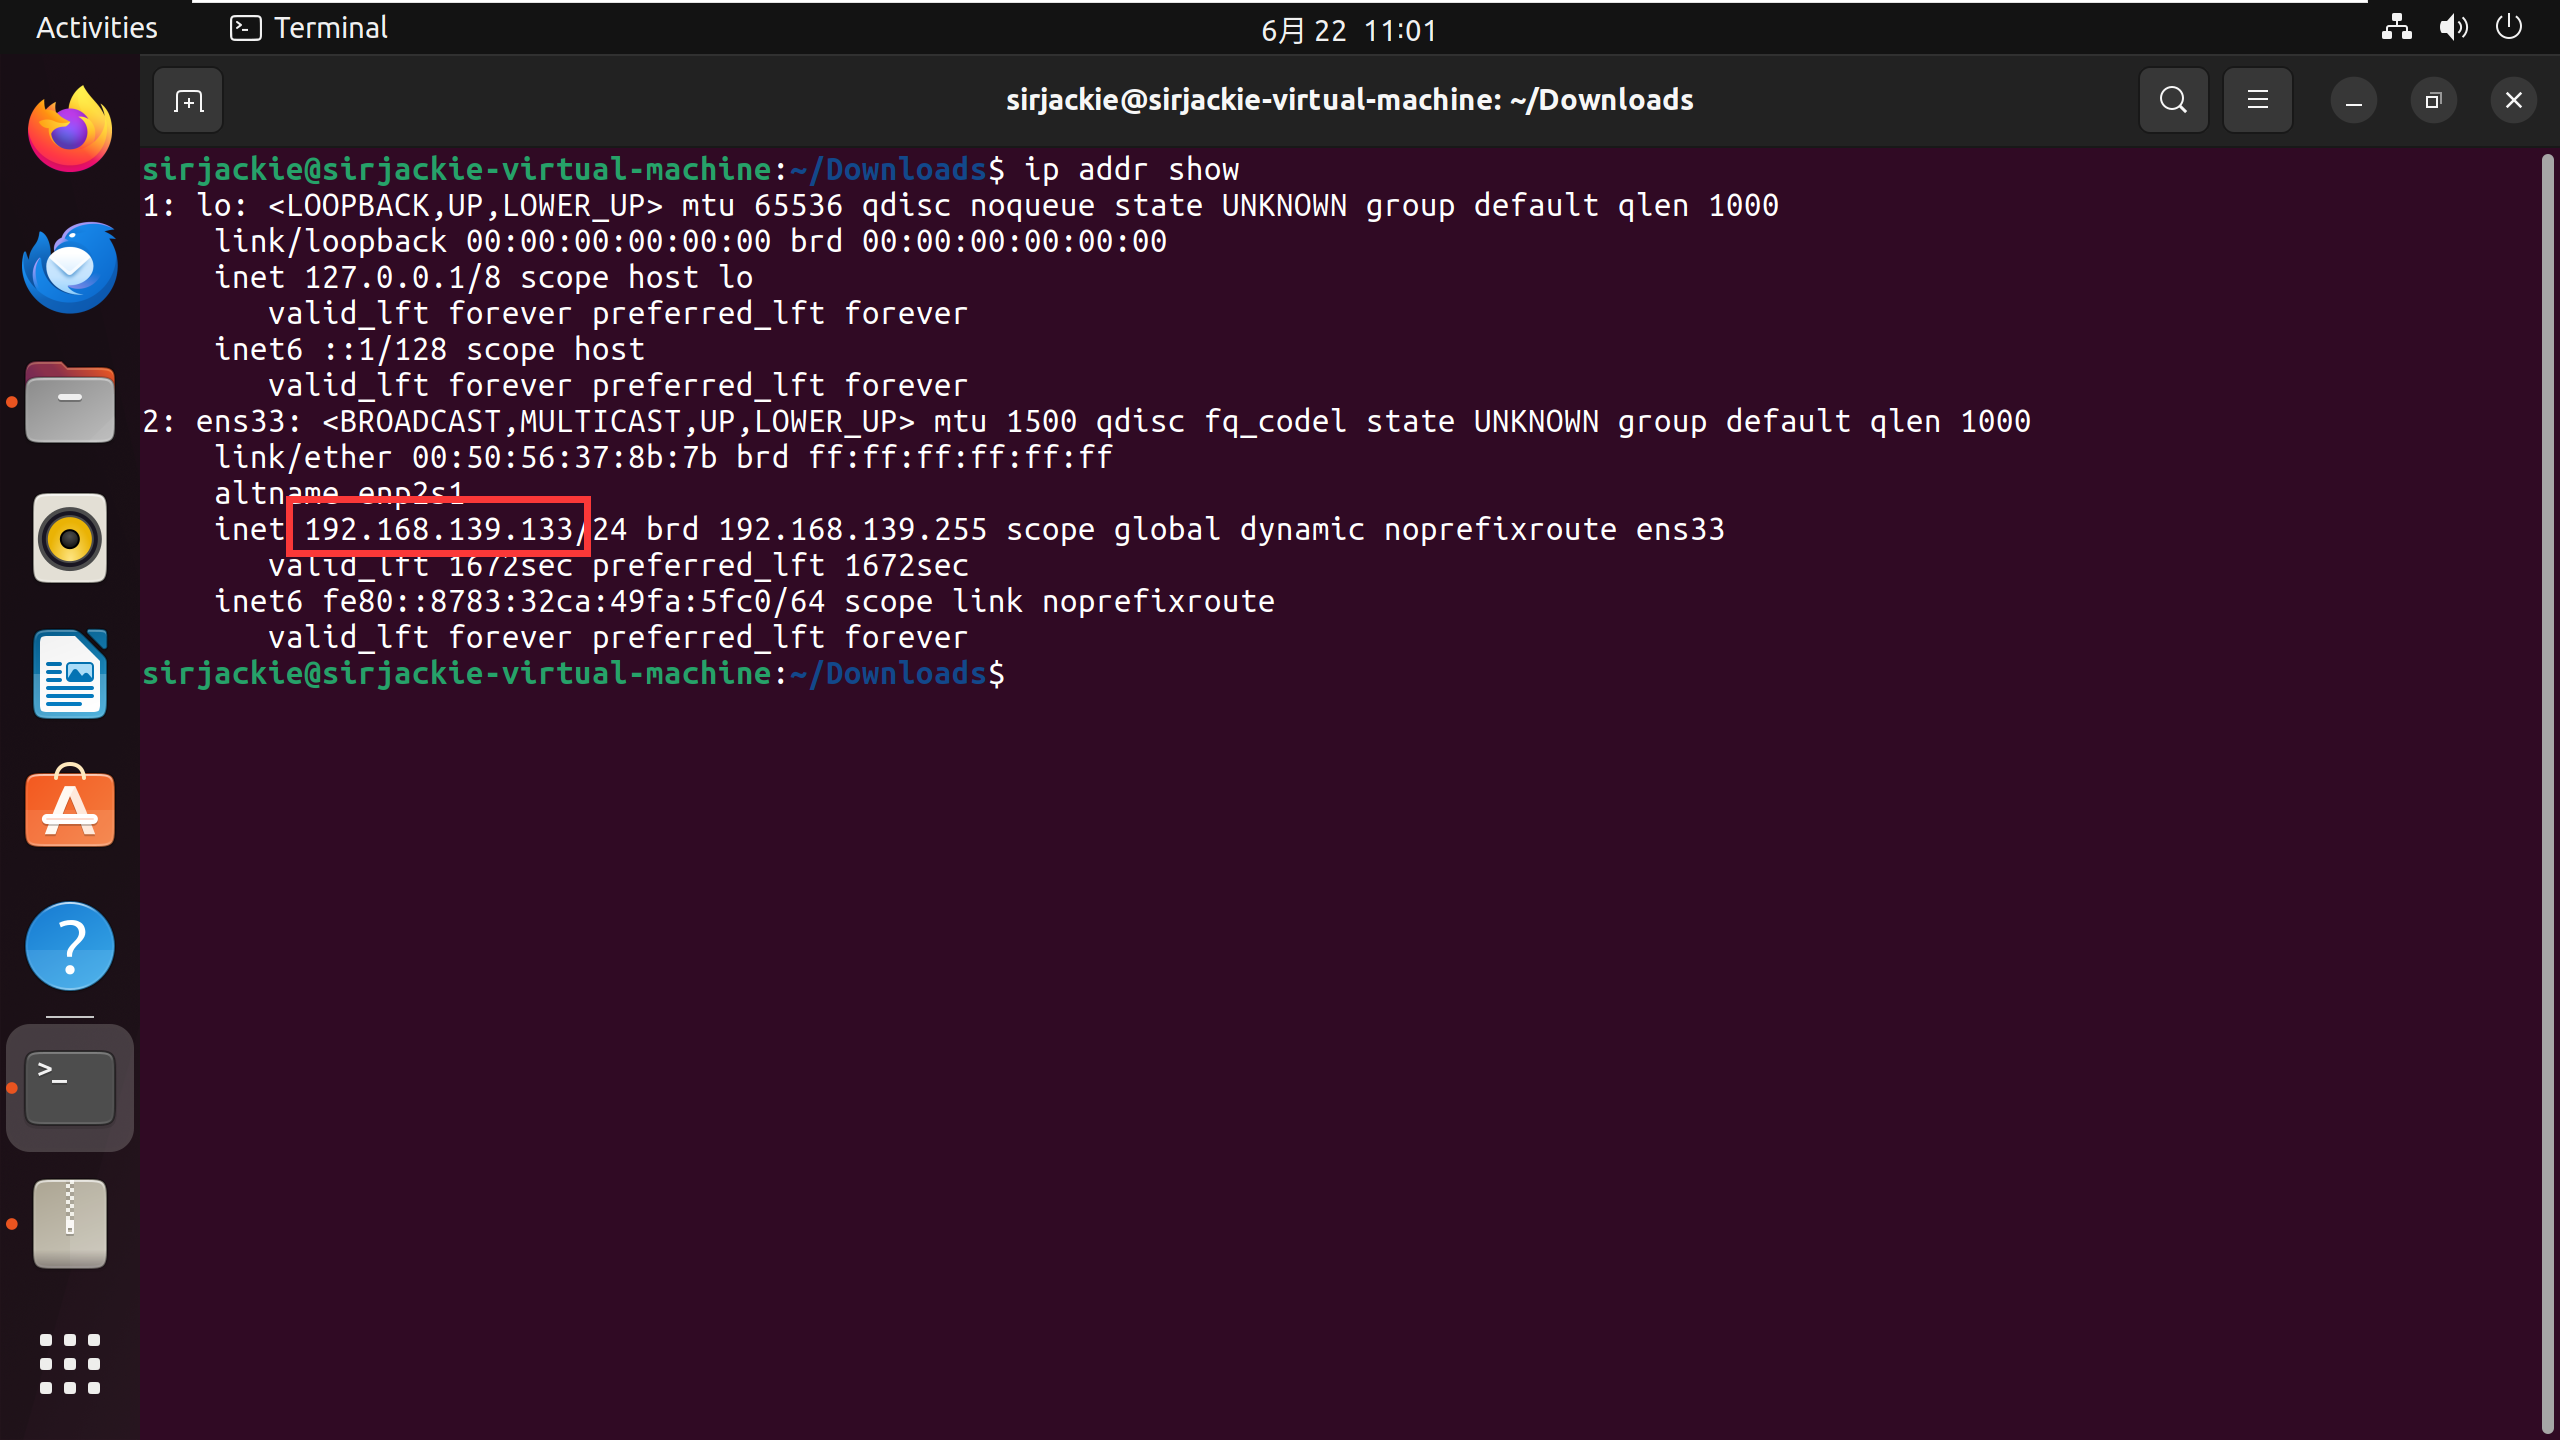 Activities
Terminal
6月 22 11:01
sirjackie@sirjackie-virtual-machine: ~/Downloads
sirjackie@sirjackie-virtual-machine:~/Downloads$ ip addr show
1: lo: <LOOPBACK,UP,LOWER_UP> mtu 65536 qdisc noqueue state UNKNOWN group default qlen 1000
    link/loopback 00:00:00:00:00:00 brd 00:00:00:00:00:00
    inet 127.0.0.1/8 scope host lo
       valid_lft forever preferred_lft forever
    inet6 ::1/128 scope host
       valid_lft forever preferred_lft forever
2: ens33: <BROADCAST,MULTICAST,UP,LOWER_UP> mtu 1500 qdisc fq_codel state UNKNOWN group default qlen 1000
    link/ether 00:50:56:37:8b:7b brd ff:ff:ff:ff:ff:ff
    altname enp2s1
    inet 192.168.139.133/24 brd 192.168.139.255 scope global dynamic noprefixroute ens33
       valid_lft 1672sec preferred_lft 1672sec
    inet6 fe80::8783:32ca:49fa:5fc0/64 scope link noprefixroute
       valid_lft forever preferred_lft forever
sirjackie@sirjackie-virtual-machine:~/Downloads$